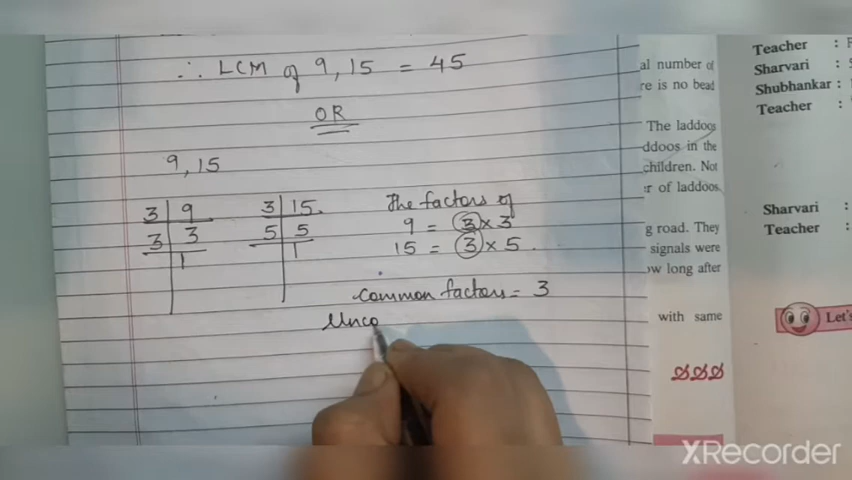 ∴ LCM of 9, 15 = 45
OR
9, 15
3 | 9
3 | 3
1
3 | 15.
5 | 5
1
The factors of
9 = 3 × 3
15 = 3 × 5.
Common factors = 3
Unco
al number of
re is no bead
The laddoos
ddoos in the
children. Not
r of laddoos.
g road. They
signals were
ow long after
with same
Teacher :
Sharvari :
Shubhankar :
Teacher :
Sharvari :
Teacher :
Let's
XRecorder